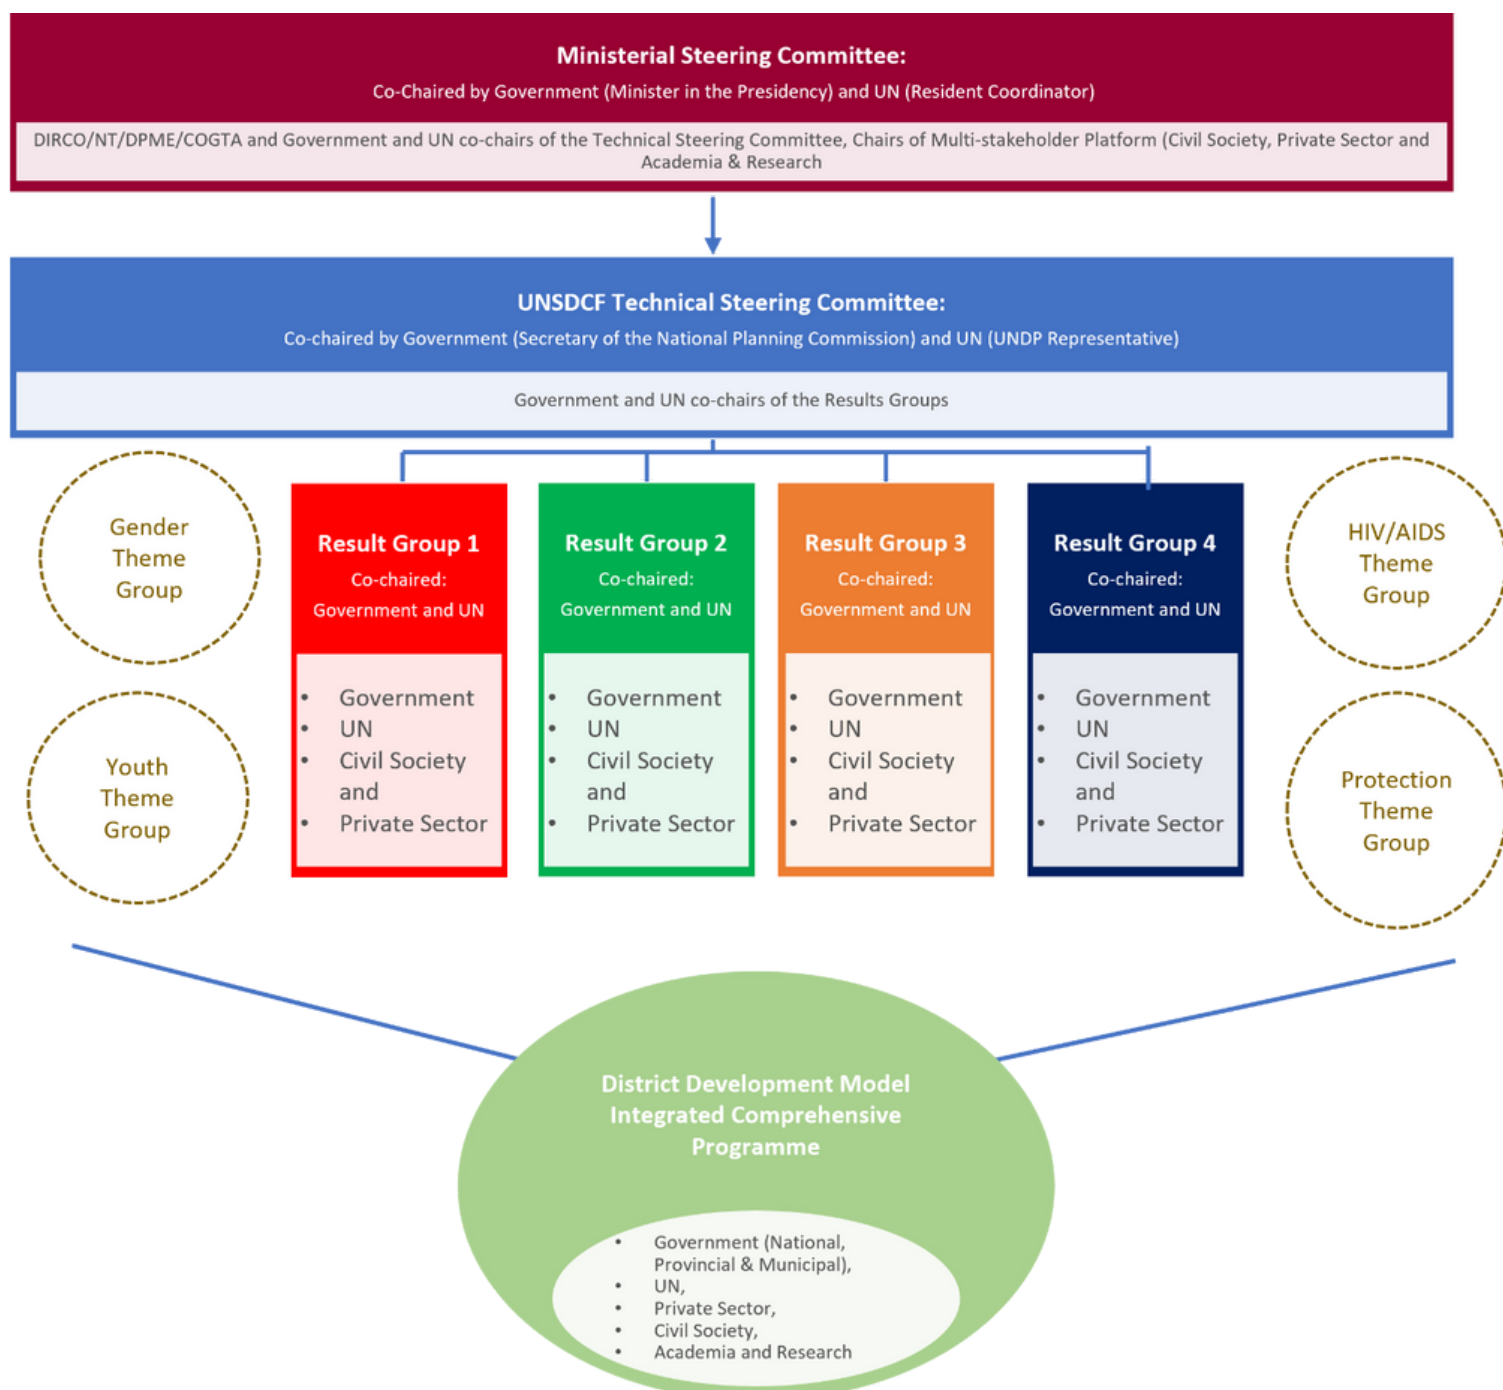 Ministerial Steering Committee:
Co-Chaired by Government (Minister in the Presidency) and UN (Resident Coordinator)
DIRCO/NT/DPME/COGTA and Government and UN co-chairs of the Technical Steering Committee, Chairs of Multi-stakeholder Platform (Civil Society, Private Sector and
Academia & Research
UNSDCF Technical Steering Committee:
Co-chaired by Government (Secretary of the National Planning Commission) and UN (UNDP Representative)
Government and UN co-chairs of the Results Groups
Gender
Theme
Group
Youth
Theme
Group
Result Group 1
Co-chaired:
Government and UN
• Government
• UN
• Civil Society
and
• Private Sector
Result Group 2
Co-chaired:
Government and UN
• Government
• UN
• Civil Society
and
• Private Sector
Result Group 3
Co-chaired:
Government and UN
• Government
• UN
• Civil Society
and
• Private Sector
Result Group 4
Co-chaired:
Government and UN
• Government
• UN
• Civil Society
and
• Private Sector
HIV/AIDS
Theme
Group
Protection
Theme
Group
District Development Model
Integrated Comprehensive
Programme
• Government (National,
Provincial & Municipal),
• UN,
• Private Sector,
• Civil Society,
• Academia and Research